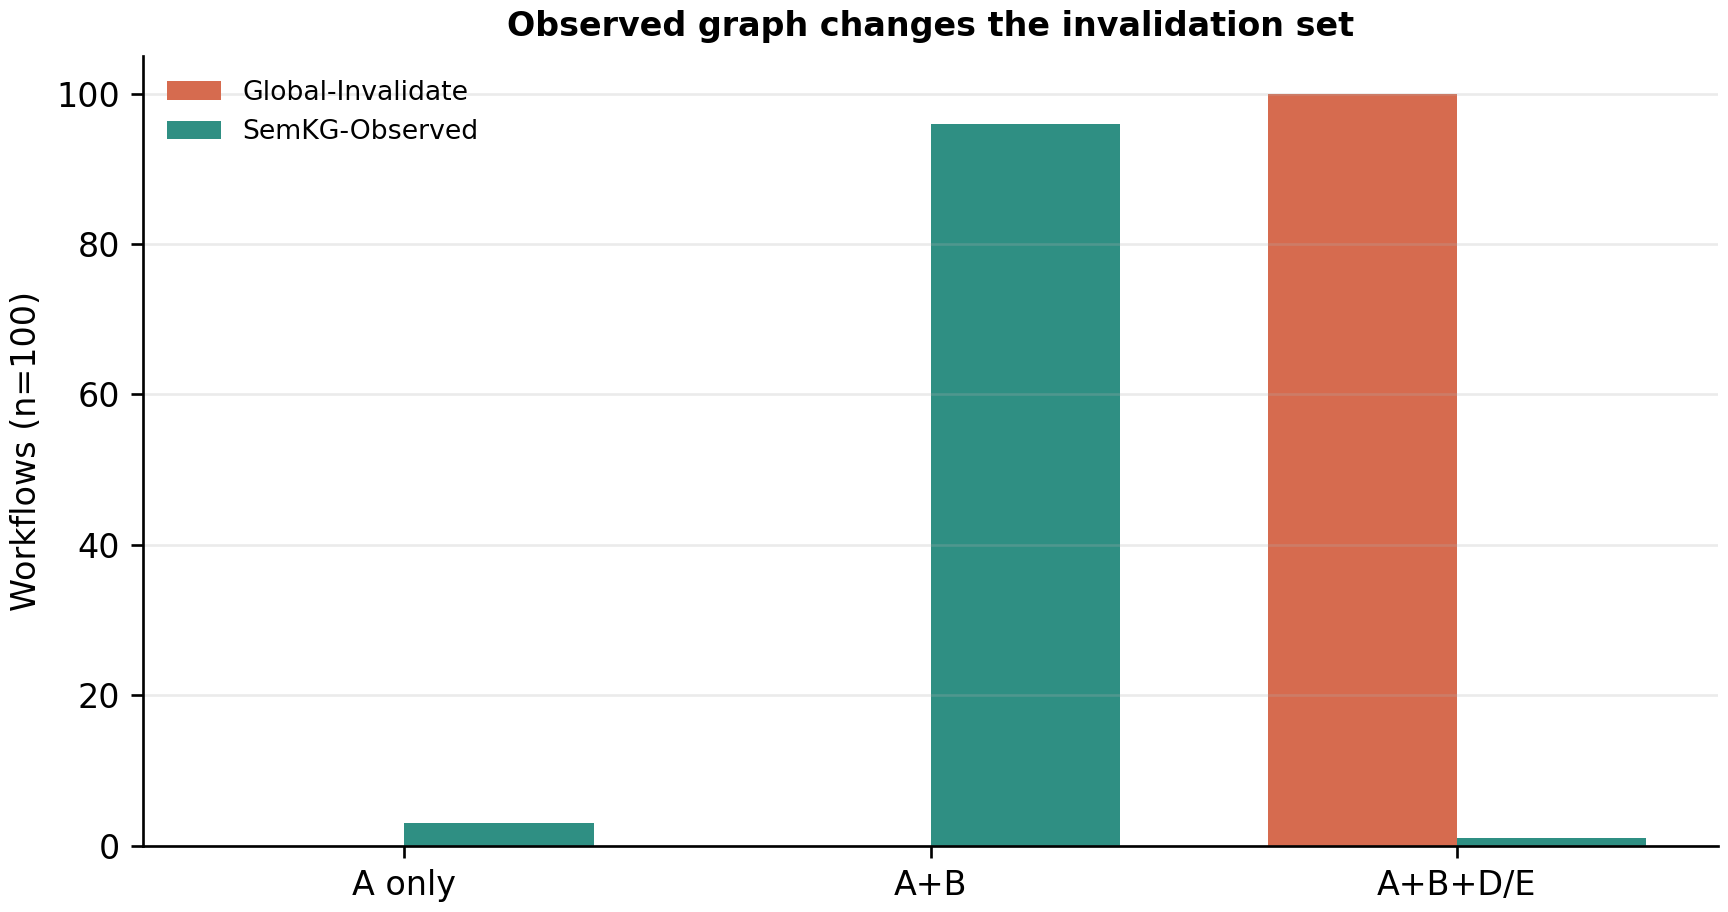 Observed graph changes the invalidation set
Global-Invalidate
SemKG-Observed
Workflows (n=100)
100
80
60
40
20
0
A only
A+B
A+B+D/E